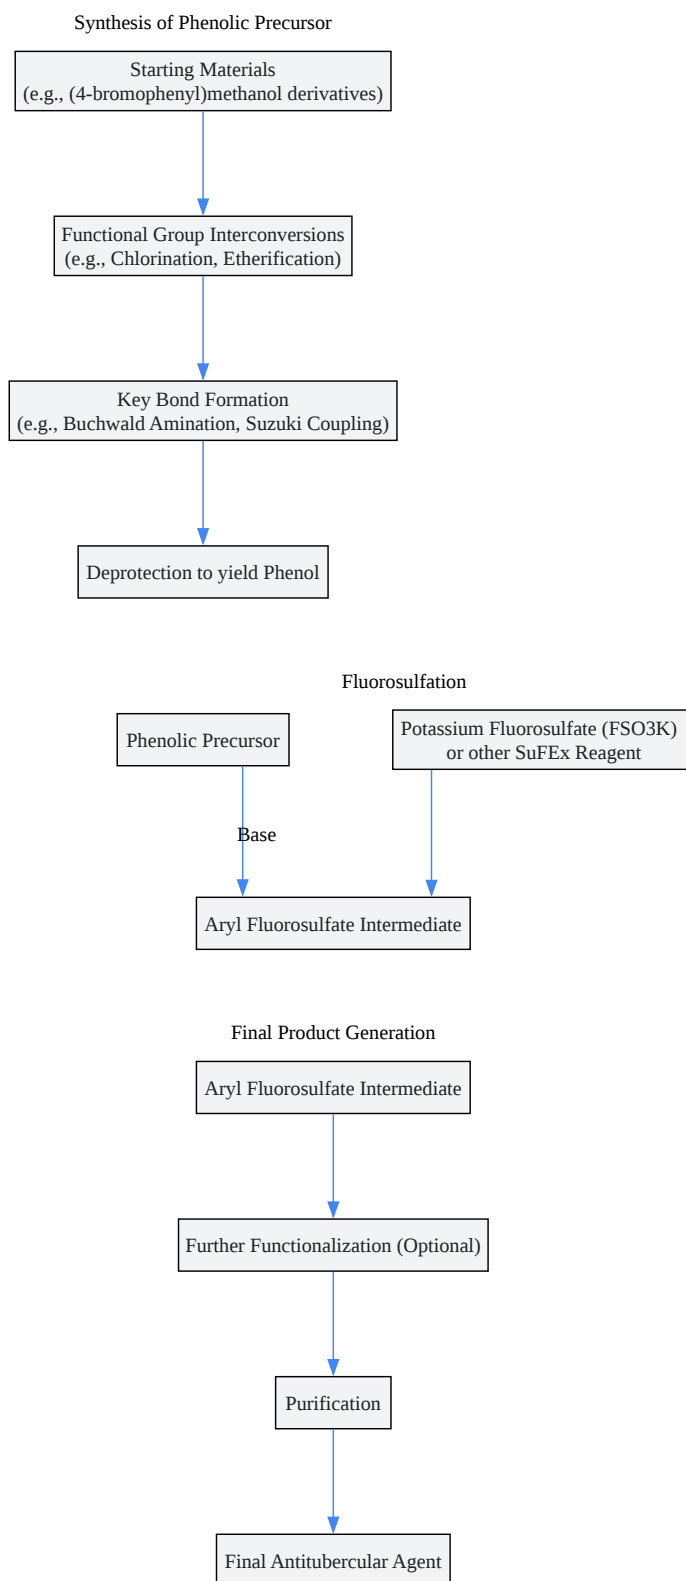 Synthesis of Phenolic Precursor
Starting Materials
(e.g., (4-bromophenyl)methanol derivatives)
Functional Group Interconversions
(e.g., Chlorination, Etherification)
Key Bond Formation
(e.g., Buchwald Amination, Suzuki Coupling)
Deprotection to yield Phenol
Fluorosulfation
Phenolic Precursor
Potassium Fluorosulfate (FSO3K)
or other SuFEx Reagent
Base
Aryl Fluorosulfate Intermediate
Final Product Generation
Aryl Fluorosulfate Intermediate
Further Functionalization (Optional)
Purification
Final Antitubercular Agent